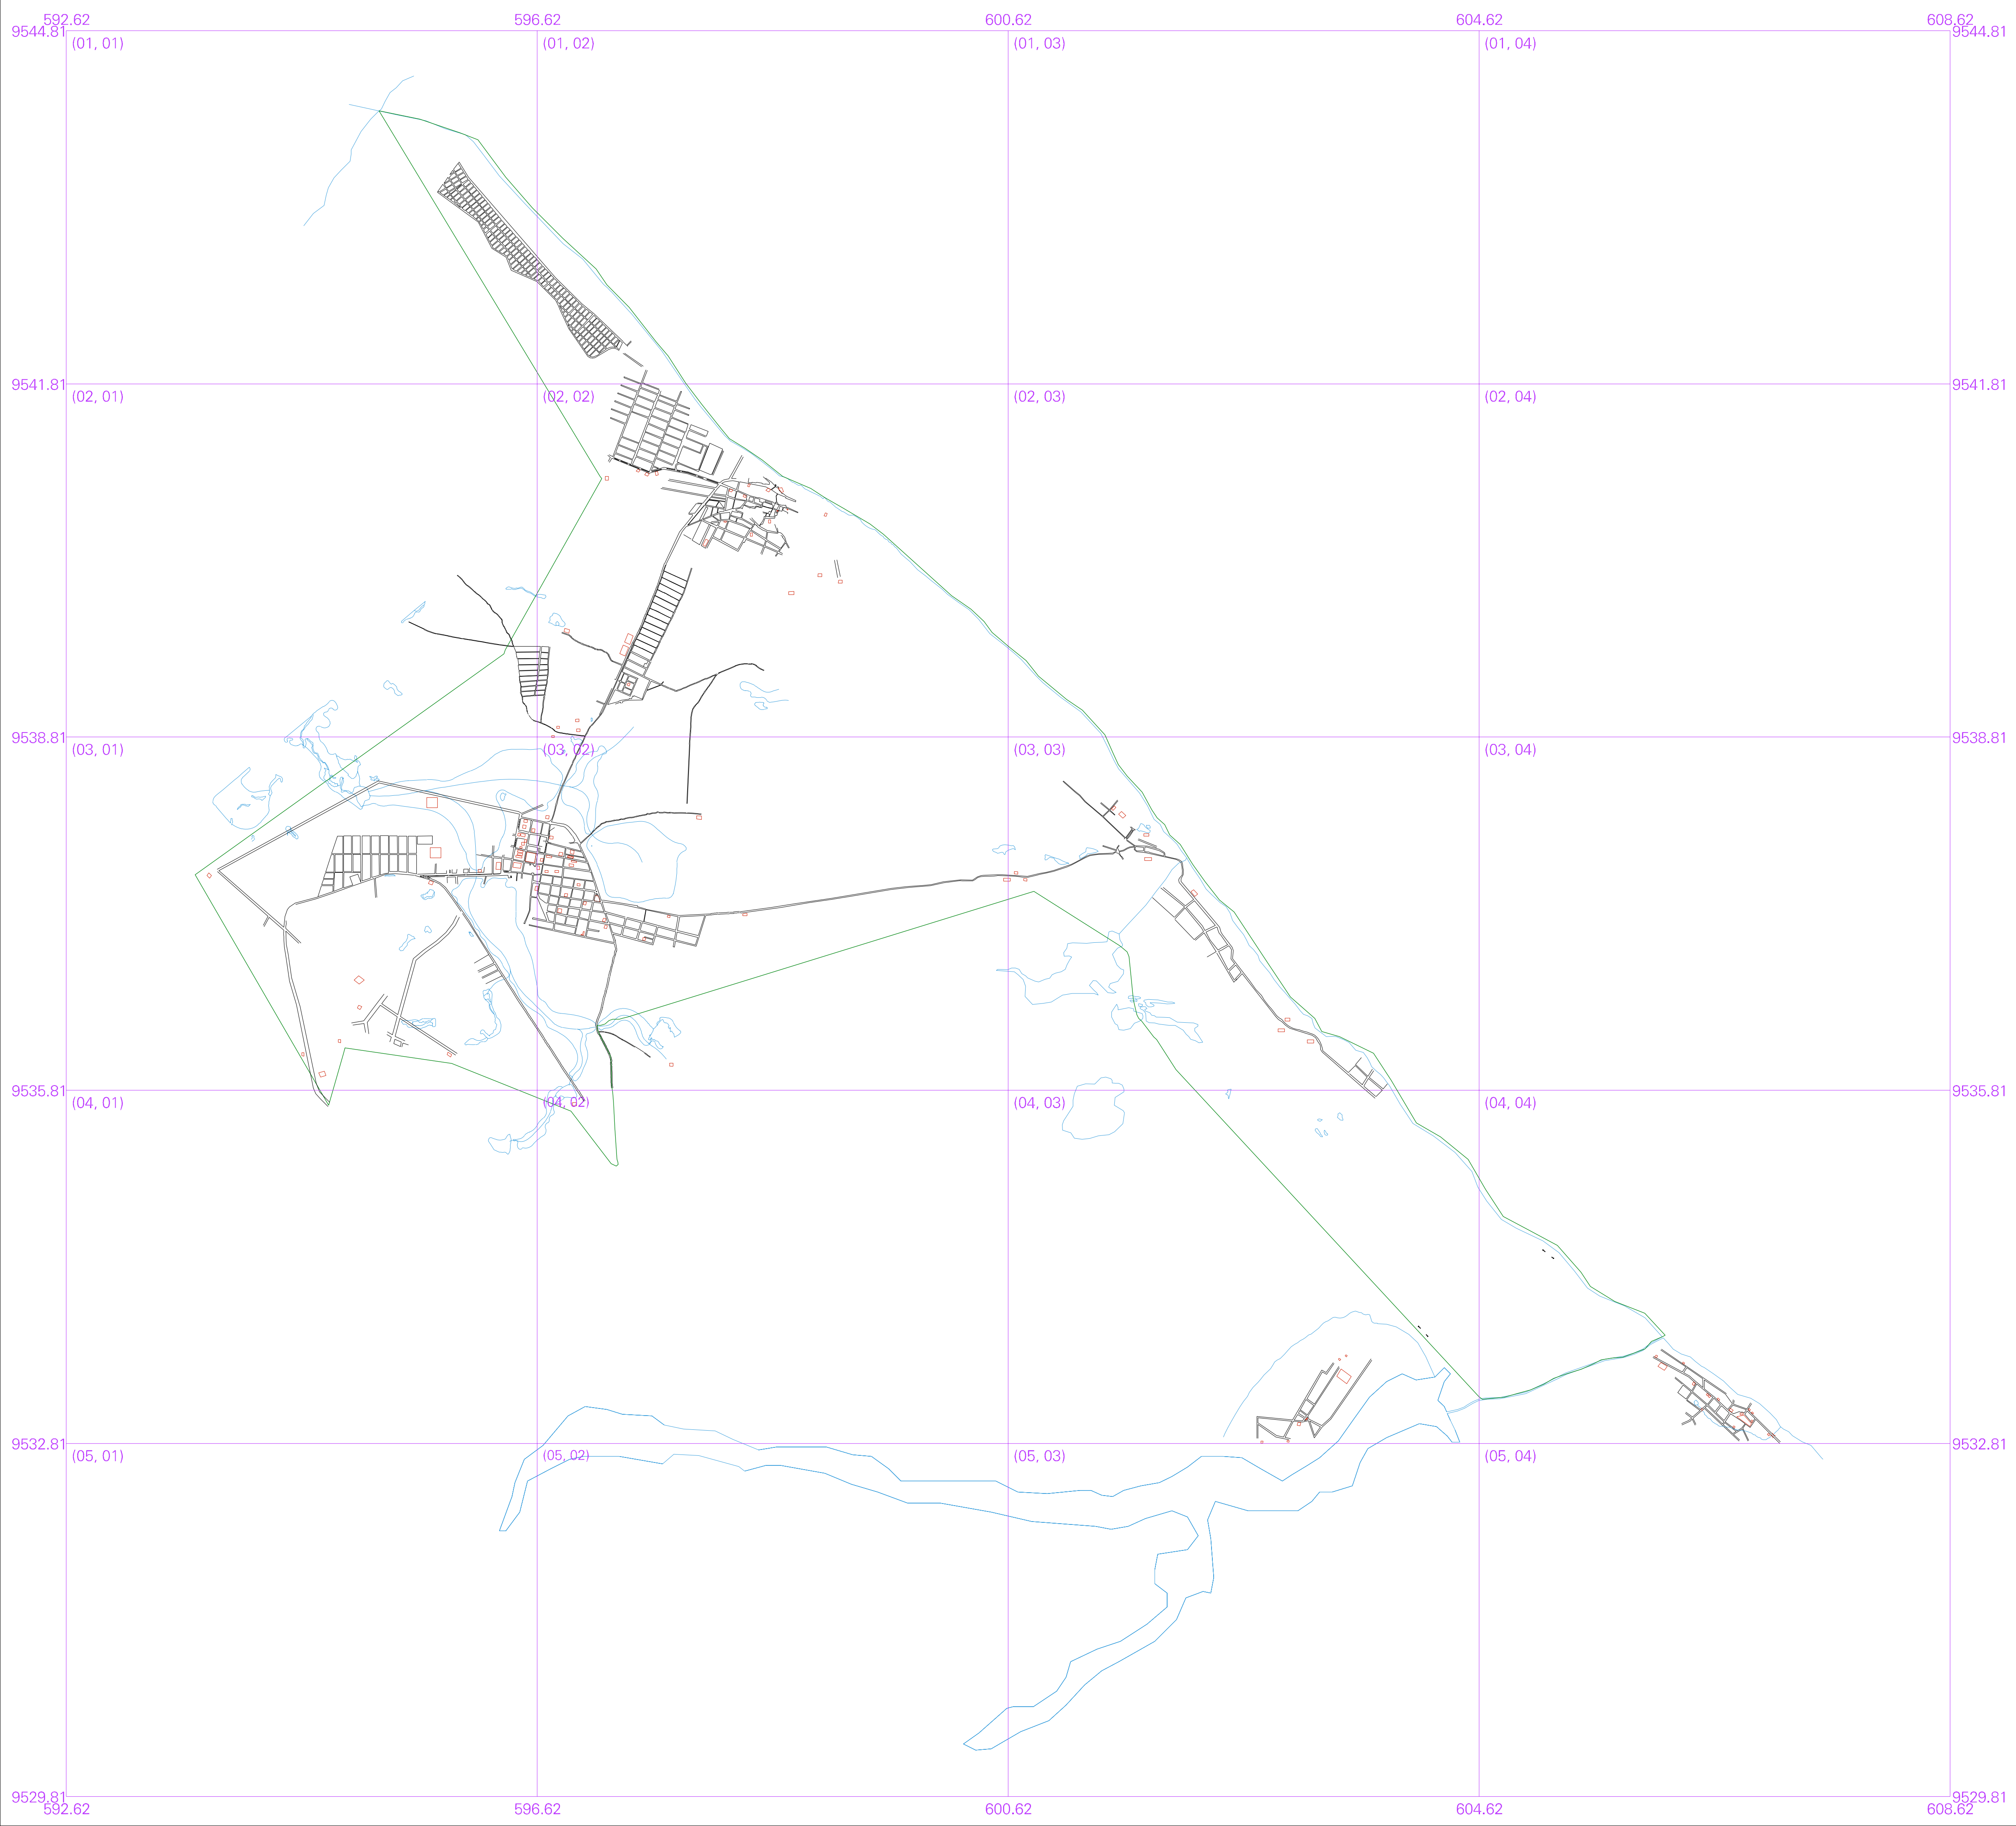 592.62 596.62 600.62 604.62 608.62
9544.81 9544.81
(01, 01) (01, 02) (01, 03) (01, 04)
9541.81 9541.81
(02, 01) (02, 02) (02, 03) (02, 04)
9538.81 9538.81
(03, 01) (03, 02) (03, 03) (03, 04)
9535.81 9535.81
(04, 01) (04, 02) (04, 03) (04, 04)
9532.81 9532.81
(05, 01) (05, 02) (05, 03) (05, 04)
9529.81 9529.81
592.62 596.62 600.62 604.62 608.62